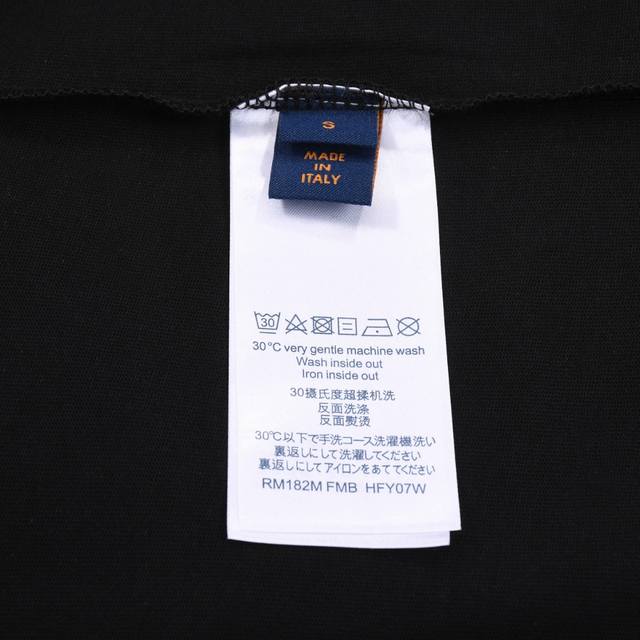 S
MADE
IN
ITALY
30
30°C very gentle machine wash
Wash inside out
Iron inside out
30摄氏度超揉机洗
反面洗涤
反面熨烫
30℃以下で手洗コース洗濯機洗い
裏返しにして洗濯してください
裏返しにしてアイロンをあててください
RM182M FMB HFY07W